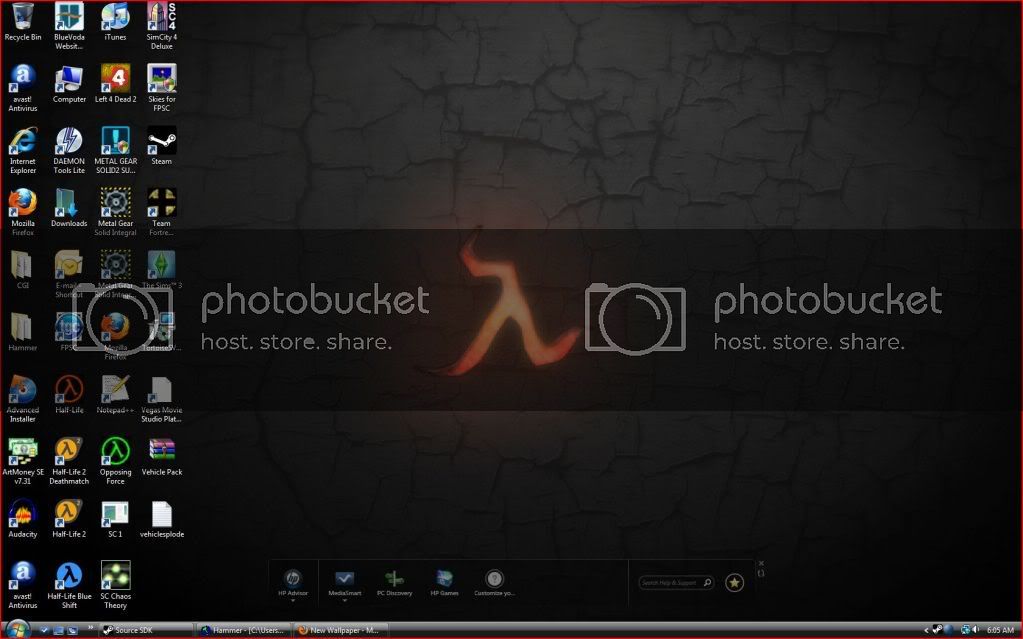 Recycle Bin
BlueVoda
Websit...
iTunes
SimCity 4
Deluxe
avast!
Antivirus
Computer
Left 4 Dead 2
Skies for
FPSC
Internet
Explorer
DAEMON
Tools Lite
METAL GEAR
SOLID2 SU...
Steam
Mozilla
Firefox
Downloads
Metal Gear
Solid Integral
Team
Fortre...
CGI
E-mail
Shortcut
Metal Gear
Solid Integ...
The Sims™ 3
Hammer
FPSC
Mozilla
Firefox
TortoiseW...
photobucket
host. store. share.
photobucket
host. store. share.
Advanced
Installer
Half-Life
Notepad++
Vegas Movie
Studio Plat...
ArtMoney SE
v7.31
Half-Life 2
Deathmatch
Opposing
Force
Vehicle Pack
Audacity
Half-Life 2
SC 1
vehiclesplode
avast!
Antivirus
Half-Life Blue
Shift
SC Chaos
Theory
HP Advisor
MediaSmart
PC Discovery
HP Games
Customize yo...
Search Help & Support
Source SDK
Hammer - [C:\Users...
New Wallpaper - M...
6:05 AM